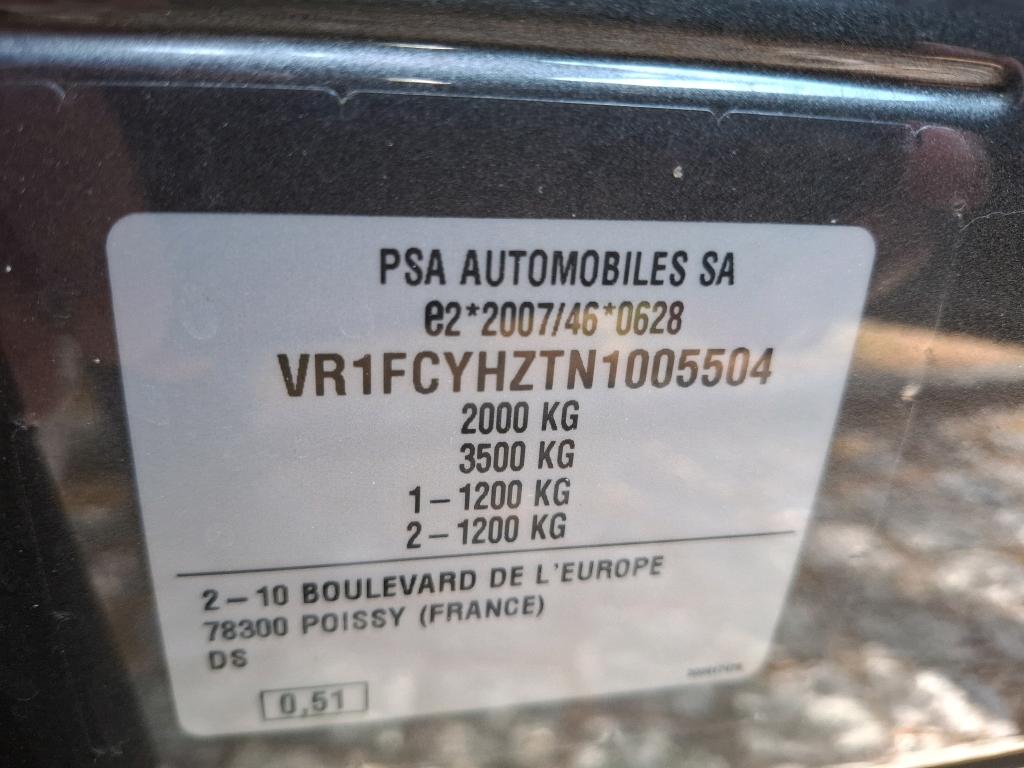 PSA AUTOMOBILES SA
e2*2007/46*0628
VR1FCYHZTN1005504
2000 KG
3500 KG
1-1200 KG
2-1200 KG
2-10 BOULEVARD DE L'EUROPE
78300 POISSY (FRANCE)
DS
0,51